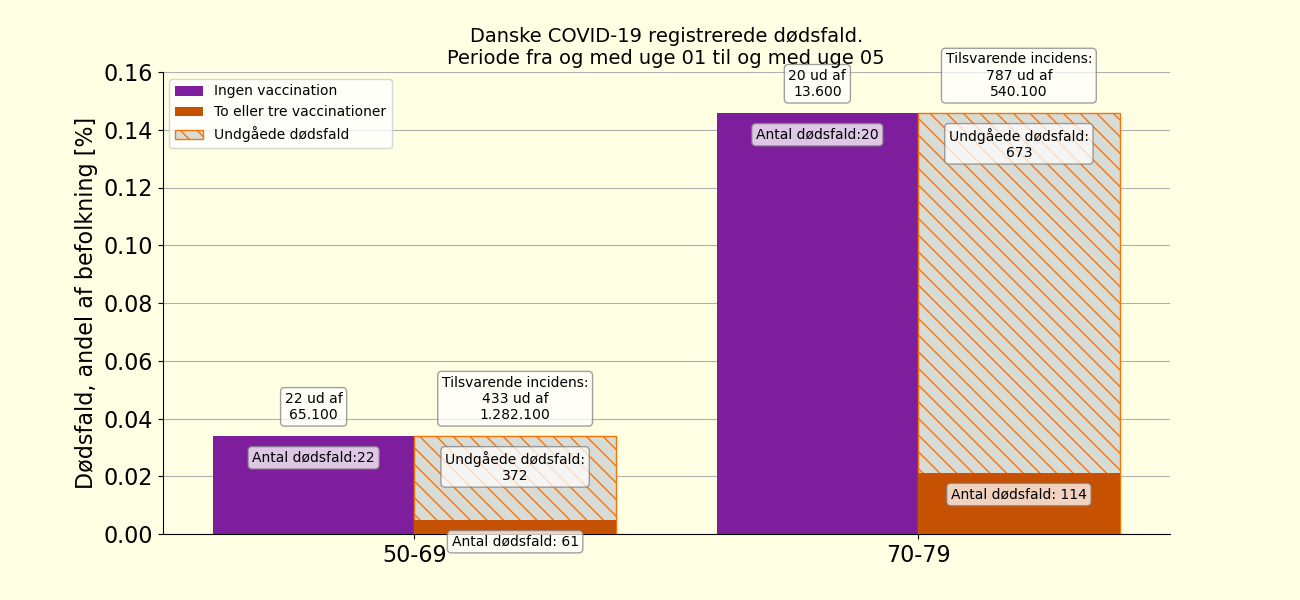 Danske COVID-19 registrerede dødsfald.
Periode fra og med uge 01 til og med uge 05
Dødsfald, andel af befolkning [%]
0.16
0.14
0.12
0.10
0.08
0.06
0.04
0.02
0.00
Ingen vaccination
To eller tre vaccinationer
Undgåede dødsfald
22 ud af
65.100
Antal dødsfald:22
Tilsvarende incidens:
433 ud af
1.282.100
Undgåede dødsfald:
372
Antal dødsfald: 61
20 ud af
13.600
Antal dødsfald:20
Tilsvarende incidens:
787 ud af
540.100
Undgåede dødsfald:
673
Antal dødsfald: 114
50-69
70-79